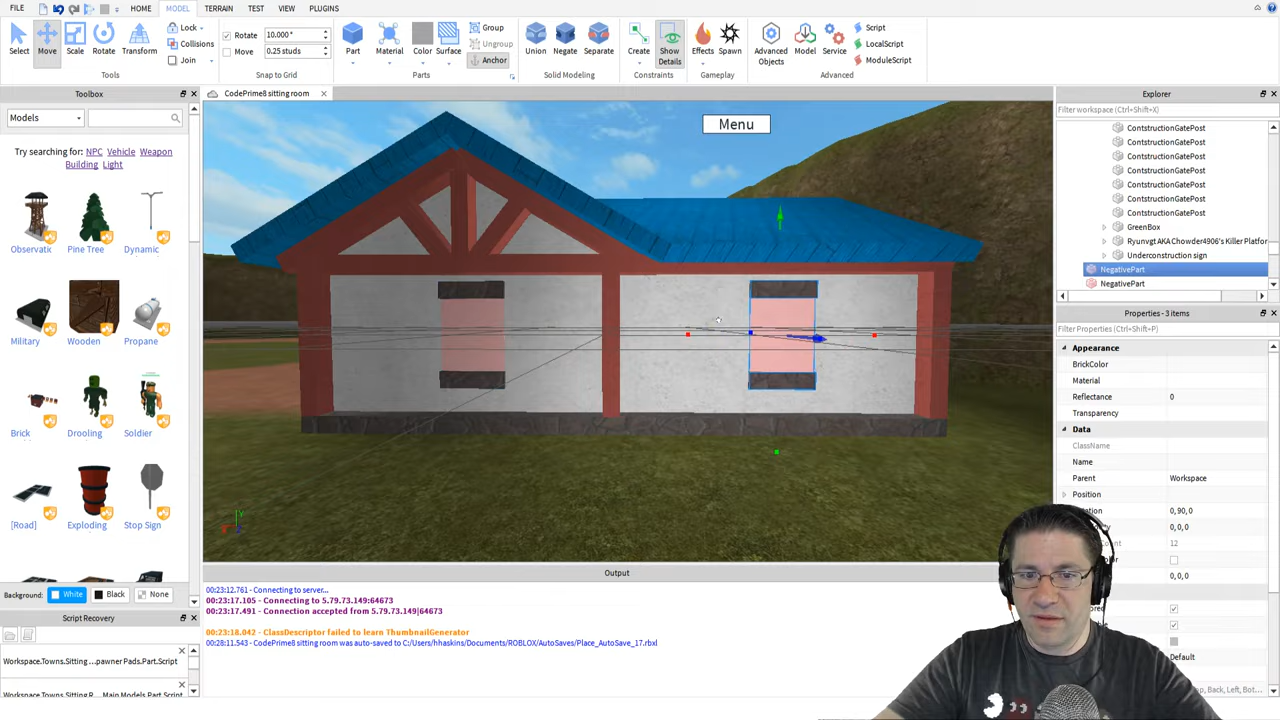 FILE HOME MODEL TERRAIN TEST VIEW PLUGINS
Select Move Scale Rotate Transform
Lock
Collisions
Join
Tools
Rotate 10.000°
Move 0.25 studs
Snap to Grid
Part Material Color Surface
Group
Ungroup
Anchor
Parts
Union Negate Separate
Solid Modeling
Create Show Details
Constraints
Effects Spawn
Gameplay
Advanced Objects Model Service
Script
LocalScript
ModuleScript
Advanced
Toolbox
Models
Try searching for: NPC Vehicle Weapon
Building Light
Observati Pine Tree Dynamic
Military Wooden Propane
Brick Drooling Soldier
[Road] Exploding Stop Sign
Background: White Black None
Script Recovery
Workspace.Towns.Sitting ...pawner Pads.Part.Script
Workspace.Towns.Sitting R... Main Models Part.Script
CodePrime8 sitting room
Menu
Output
00:23:12.761 - Connecting to server...
00:23:17.105 - Connecting to 5.79.73.149:64673
00:23:17.491 - Connection accepted from 5.79.73.149|64673
00:23:18.042 - ClassDescriptor failed to learn ThumbnailGenerator
00:28:11.543 - CodePrime8 sitting room was auto-saved to C:/Users/hhaskins/Documents/ROBLOX/AutoSaves/Place_AutoSave_17.rbxl
Explorer
Filter workspace (Ctrl+Shift+X)
ContstructionGatePost
ContstructionGatePost
ContstructionGatePost
ContstructionGatePost
ContstructionGatePost
ContstructionGatePost
ContstructionGatePost
GreenBox
Ryunvgt AKA Chowder4906's Killer Platfor
Underconstruction sign
NegativePart
NegativePart
Properties - 3 items
Filter Properties (Ctrl+Shift+P)
Appearance
BrickColor
Material
Reflectance 0
Transparency
Data
ClassName
Name
Parent Workspace
Position
0,90,0
0,0,0
12
0,0,0
Default